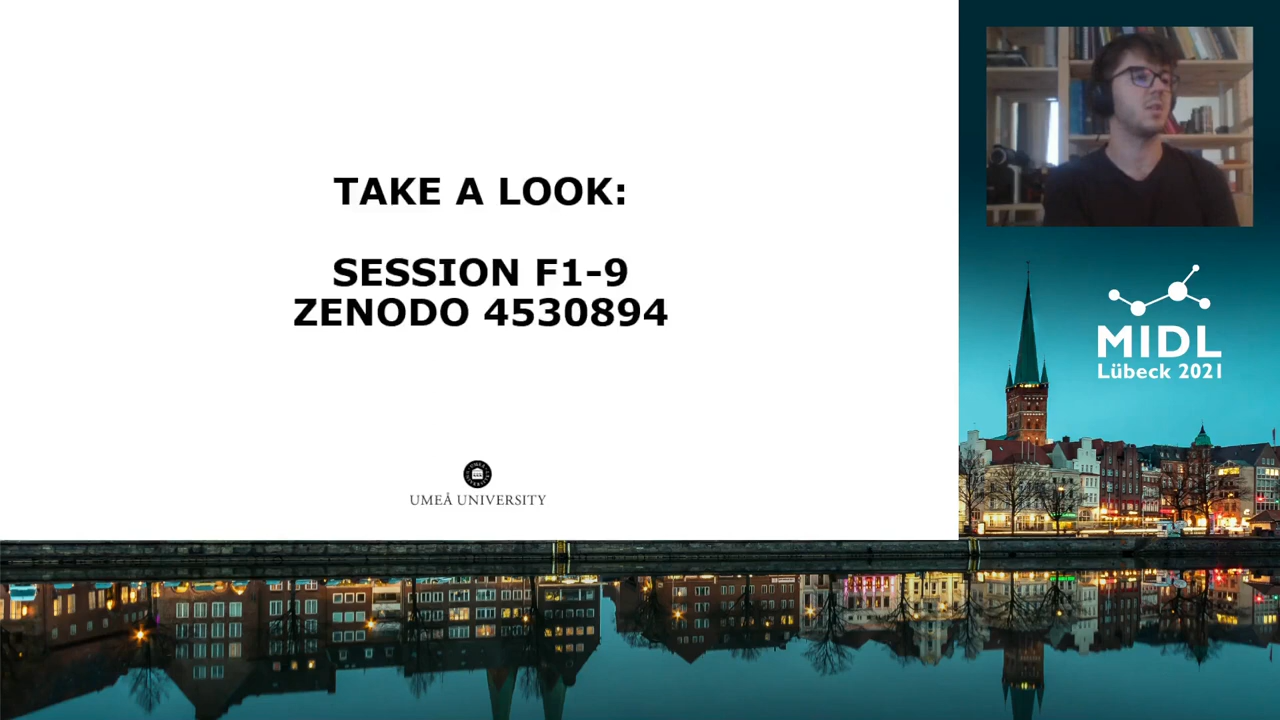 TAKE A LOOK:
SESSION F1-9
ZENODO 4530894
UMEÅ UNIVERSITY
MIDL
Lübeck 2021